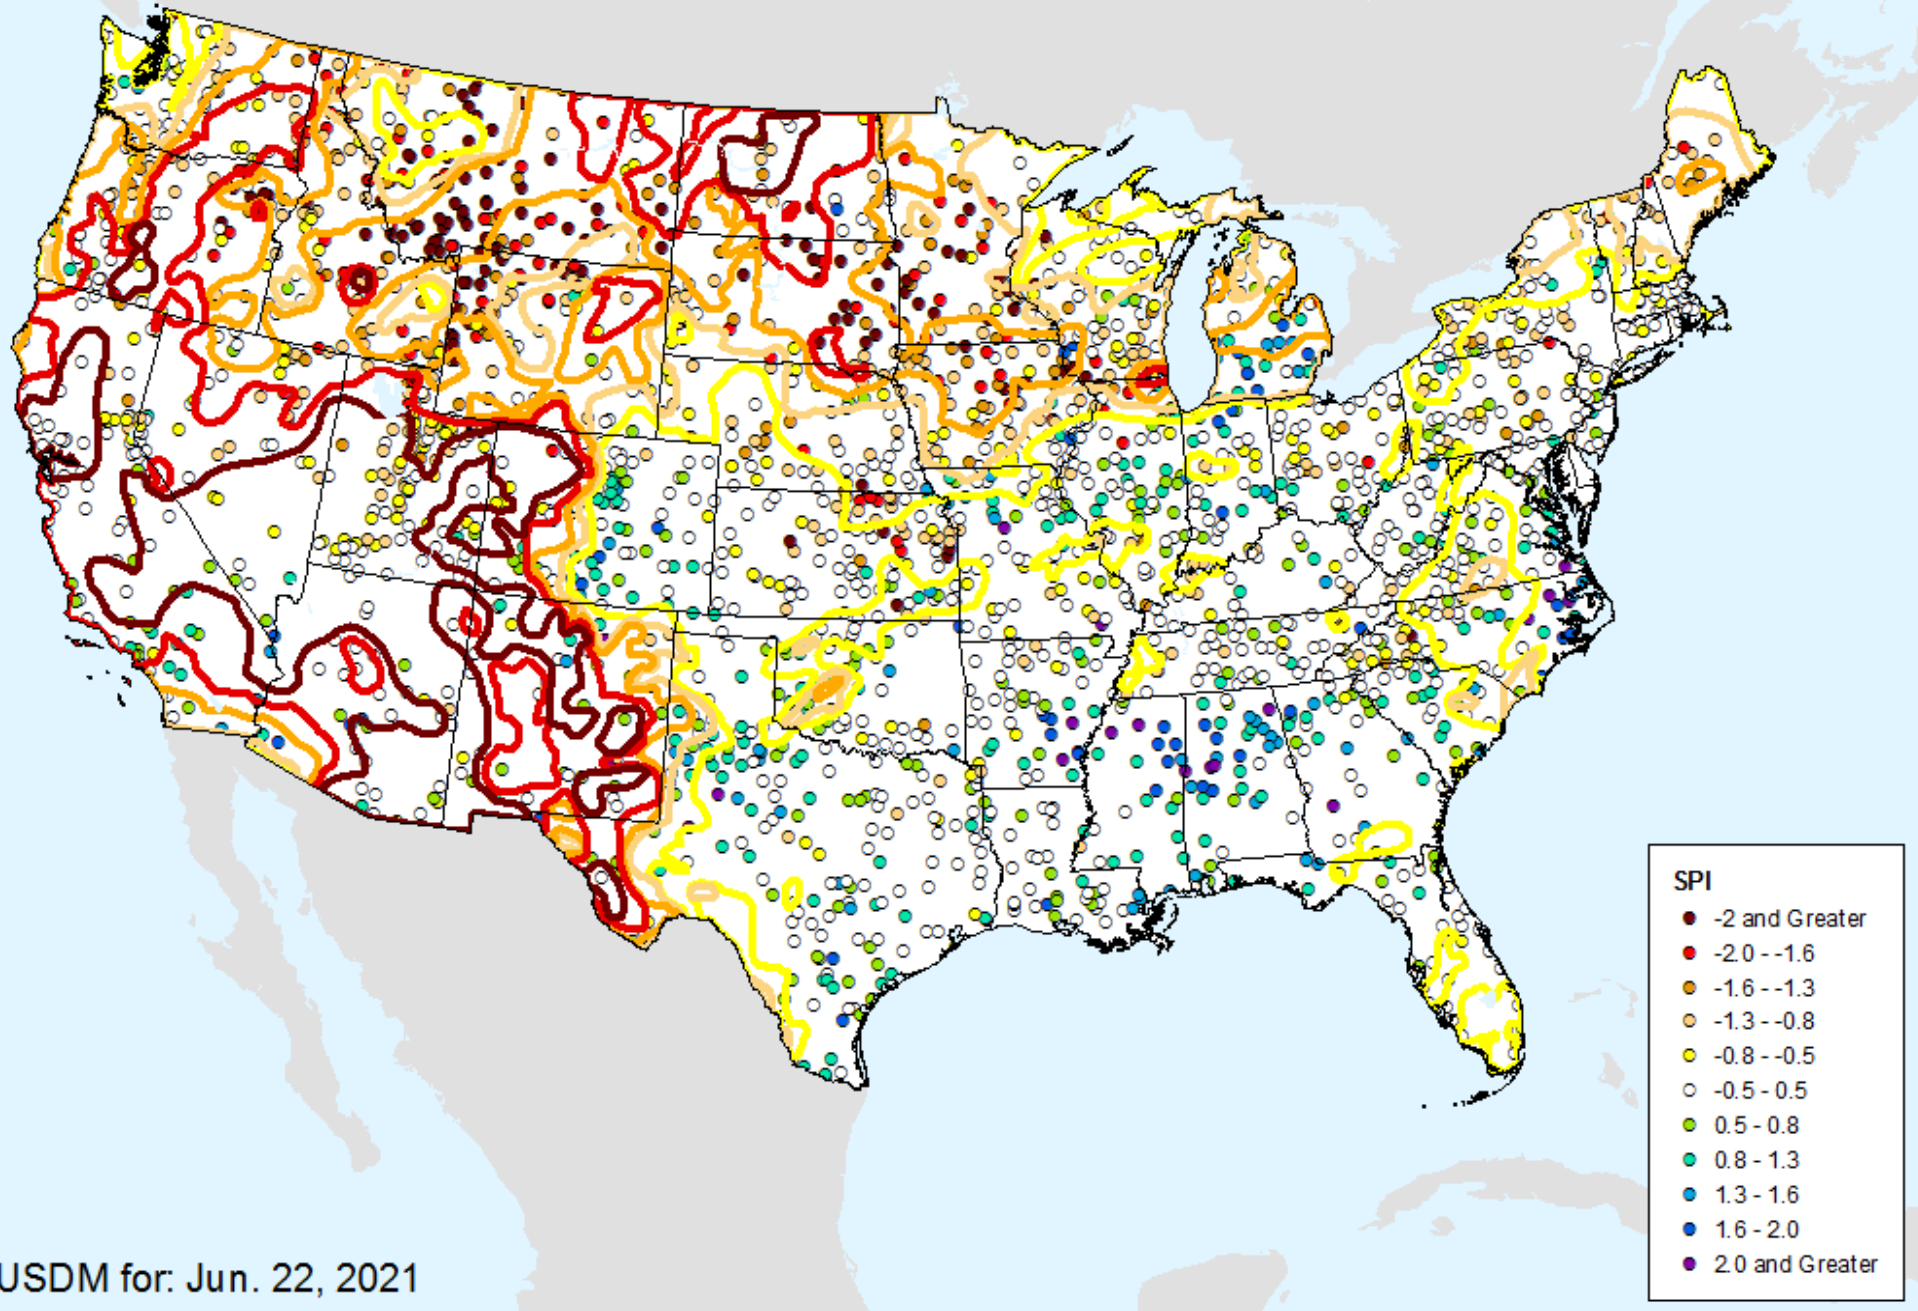 SPI
-2 and Greater
-2.0 - -1.6
-1.6 - -1.3
-1.3 - -0.8
-0.8 - -0.5
-0.5 - 0.5
0.5 - 0.8
0.8 - 1.3
1.3 - 1.6
1.6 - 2.0
2.0 and Greater
USDM for: Jun. 22, 2021